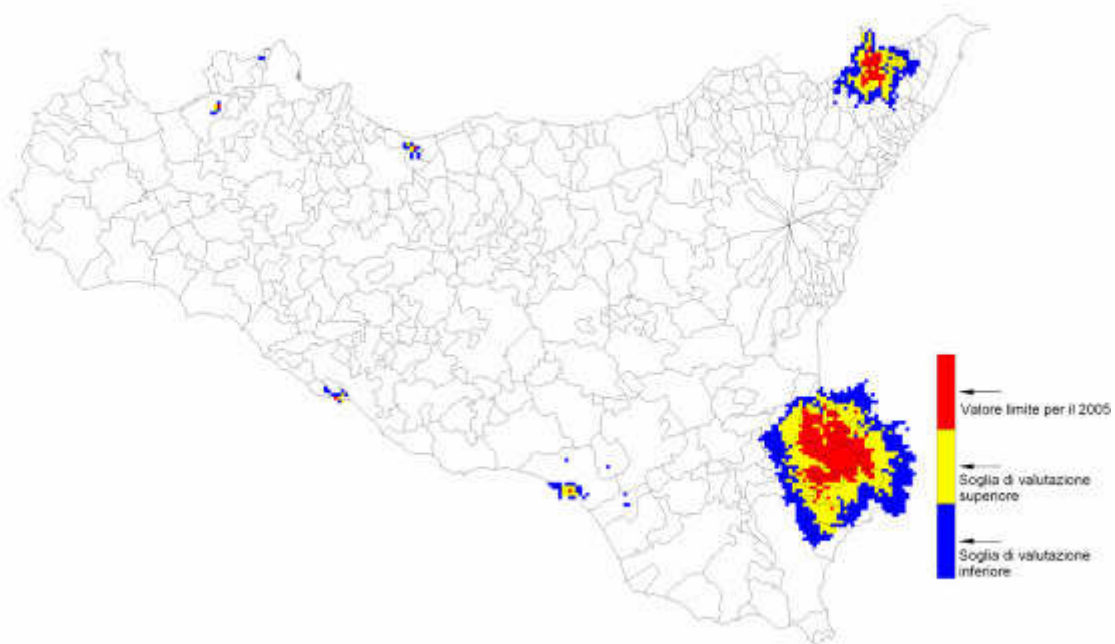 Valore limite per il 2005
Soglia di valutazione
superiore
Soglia di valutazione
inferiore